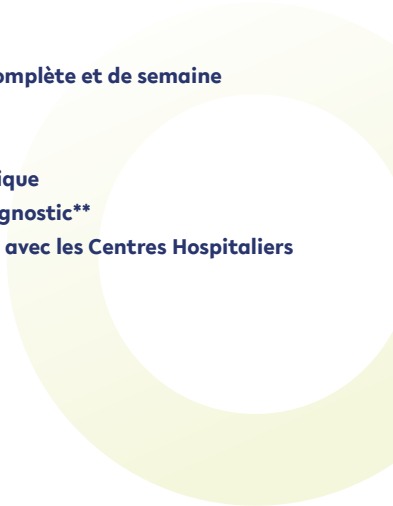 omplète et de semaine
ique
gnostic**
avec les Centres Hospitaliers